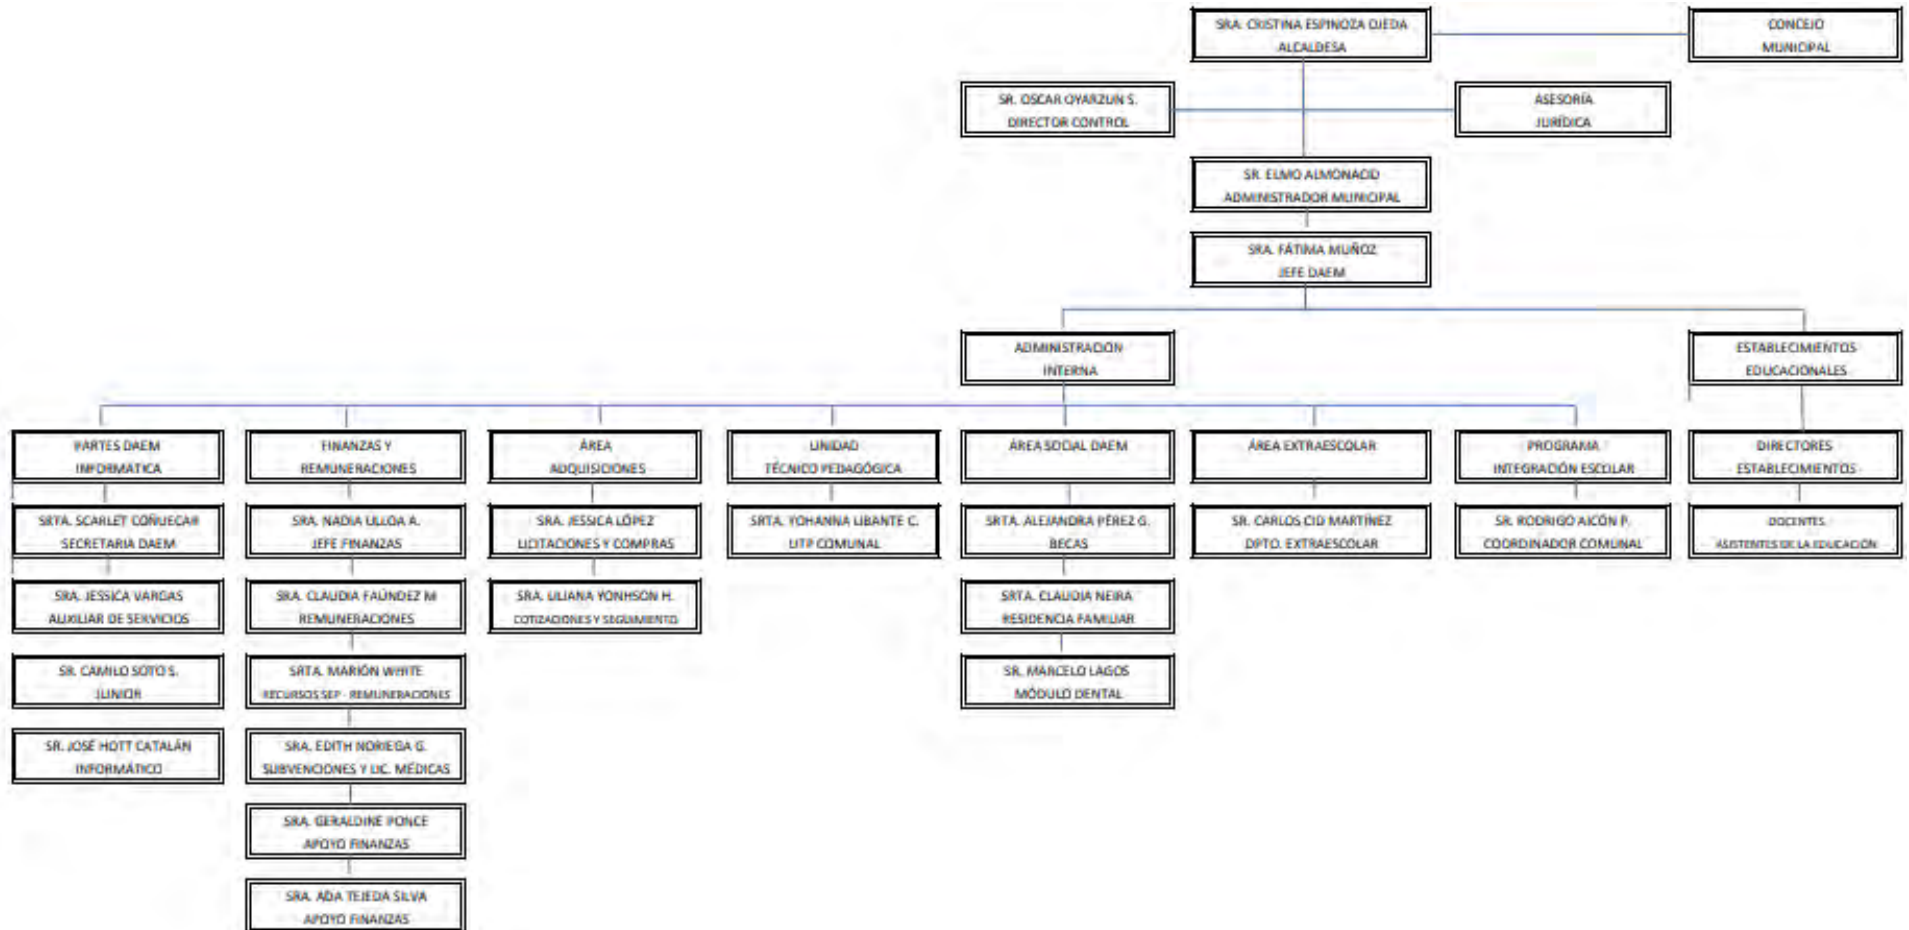 SRA. CRISTINA ESPINOZA OJEDA
ALCALDESA
CONCEJO
MUNICIPAL
SR. OSCAR OYARZUN S.
DIRECTOR CONTROL
ASESORÍA
JURÍDICA
SR. ELMO ALMONACID
ADMINISTRADOR MUNICIPAL
SRA. FÁTIMA MUÑOZ
JEFE DAEM
ADMINISTRACION
INTERNA
ESTABLECIMIENTOS
EDUCACIONALES
PARTES DAEM
INFORMÁTICA
FINANZAS Y
REMUNERACIONES
ÁREA
ADQUISICIONES
UNIDAD
TÉCNICO PEDAGÓGICA
ÁREA SOCIAL DAEM
ÁREA EXTRAESCOLAR
PROGRAMA
INTEGRACIÓN ESCOLAR
DIRECTORES
ESTABLECIMIENTOS
SRTA. SCARLET COÑUECAR
SECRETARIA DAEM
SRA. NADIA ULLOA A.
JEFE FINANZAS
SRA. JESSICA LÓPEZ
LICITACIONES Y COMPRAS
SRTA. YOHANNA LIBANTE C.
UTP COMUNAL
SRTA. ALEJANDRA PÉREZ G.
BECAS
SR. CARLOS CID MARTÍNEZ
DPTO. EXTRAESCOLAR
SR. RODRIGO AICÓN P.
COORDINADOR COMUNAL
DOCENTES
ASISTENTES DE LA EDUCACIÓN
SRA. JESSICA VARGAS
AUXILIAR DE SERVICIOS
SRA. CLAUDIA FAÚNDEZ M
REMUNERACIONES
SRA. LILIANA YONHSON H.
COTIZACIONES Y SEGUIMIENTO
SRTA. CLAUDIA NEIRA
RESIDENCIA FAMILIAR
SR. CAMILO SOTO S.
JUNIOR
SRTA. MARIÓN WHITE
RECURSOS SEP - REMUNERACIONES
SR. MARCELO LAGOS
MÓDULO DENTAL
SR. JOSÉ HOTT CATALÁN
INFORMÁTICO
SRA. EDITH NORIEGA G.
SUBVENCIONES Y LIC. MÉDICAS
SRA. GERALDINE PONCE
APOYO FINANZAS
SRA. ADA TEJEDA SILVA
APOYO FINANZAS